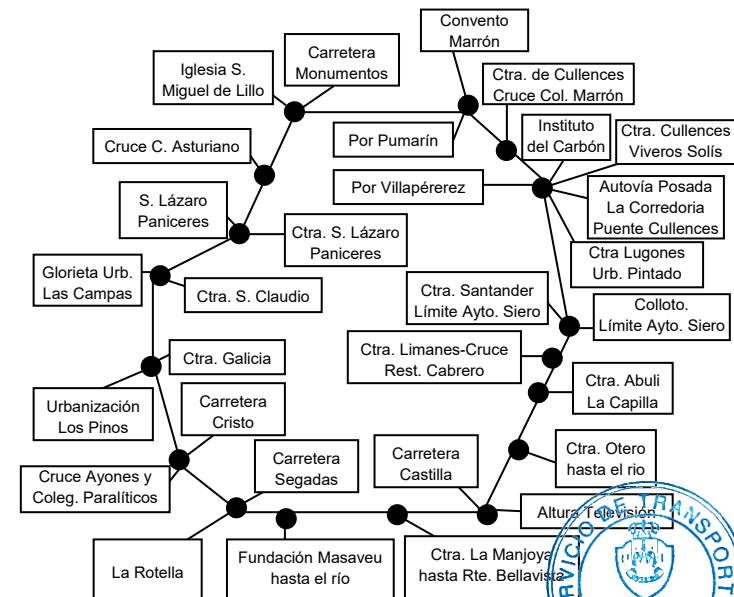 Convento
Marrón
Carretera
Monumentos
Iglesia S.
Miguel de Lillo
Ctra. de Cullences
Cruce Col. Marrón
Instituto
del Carbón
Ctra. Cullences
Viveros Solís
Por Pumarín
Cruce C. Asturiano
Por Villapérerez
Autovía Posada
La Corredoria
Puente Cullences
S. Lázaro
Paniceres
Ctra. S. Lázaro
Paniceres
Ctra Lugones
Urb. Pintado
Glorieta Urb.
Las Campas
Ctra. S. Claudio
Ctra. Santander
Límite Ayto. Siero
Colloto.
Límite Ayto. Siero
Ctra. Galicia
Ctra. Limanes-Cruce
Rest. Cabrero
Ctra. Abuli
La Capilla
Urbanización
Los Pinos
Carretera
Cristo
Ctra. Otero
hasta el rio
Carretera
Segadas
Carretera
Castilla
Cruce Ayones y
Coleg. Paralíticos
Altura Televisión
La Rotella
Fundación Masaveu
hasta el río
Ctra. La Manjoya
hasta Rte. Bellavista
RVICIO DE TRANSPORT